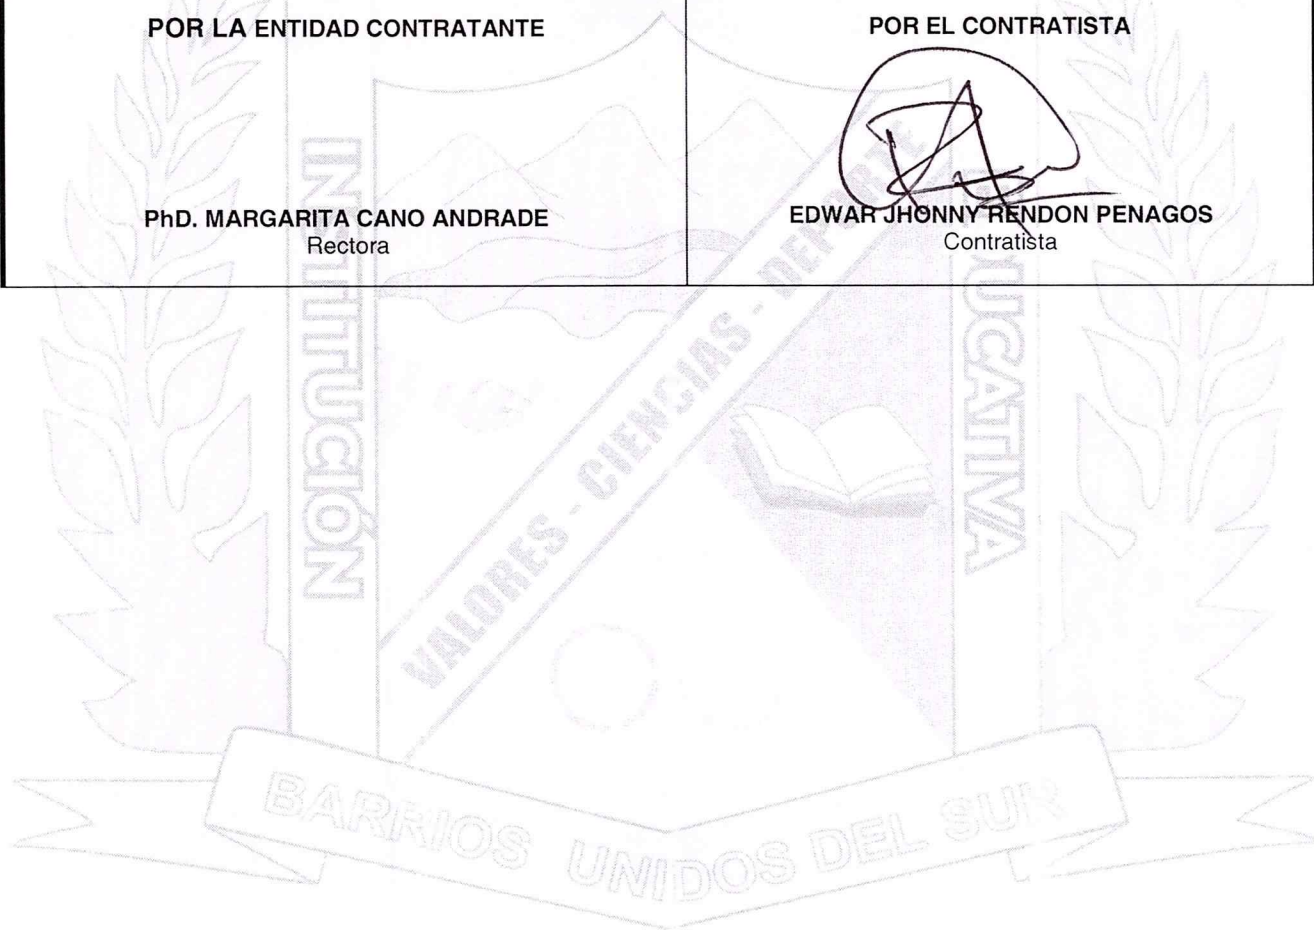 POR LA ENTIDAD CONTRATANTE
PhD. MARGARITA CANO ANDRADE
Rectora
POR EL CONTRATISTA
EDWAR JHONNY RENDON PENAGOS
Contratista
INSTITUCIÓN
VALORES - CIENCIAS - DEPORTE
EDUCATIVA
BARRIOS UNIDOS DEL SUR